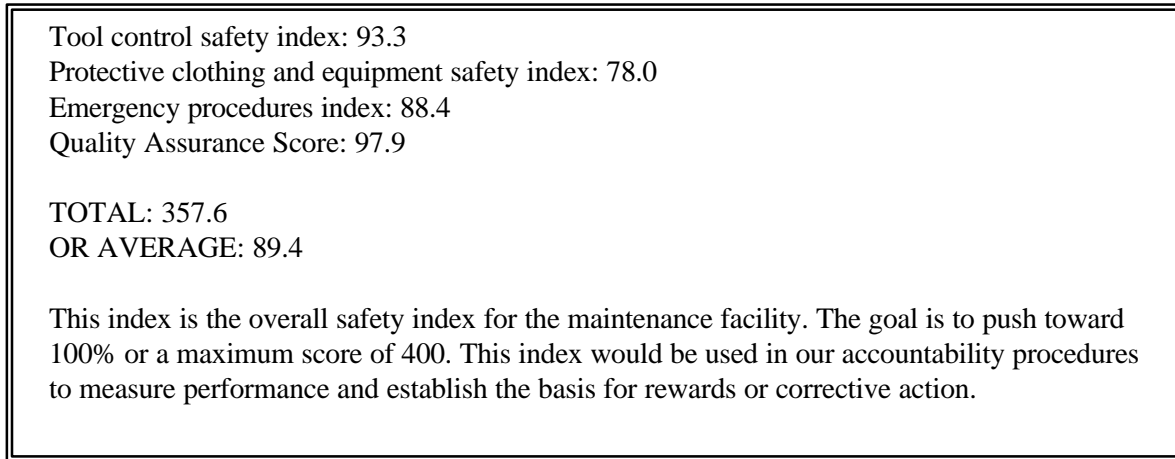 Tool control safety index: 93.3
Protective clothing and equipment safety index: 78.0
Emergency procedures index: 88.4
Quality Assurance Score: 97.9
TOTAL: 357.6
OR AVERAGE: 89.4
This index is the overall safety index for the maintenance facility. The goal is to push toward
100% or a maximum score of 400. This index would be used in our accountability procedures
to measure performance and establish the basis for rewards or corrective action.